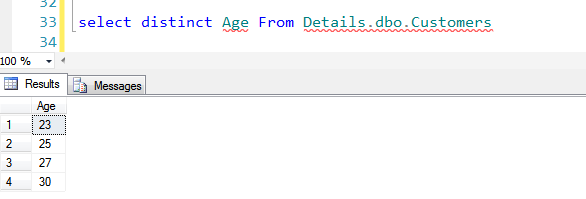 32
33 select distinct Age From Details.dbo.Customers
34
100 %
Results Messages
Age
1 23
2 25
3 27
4 30